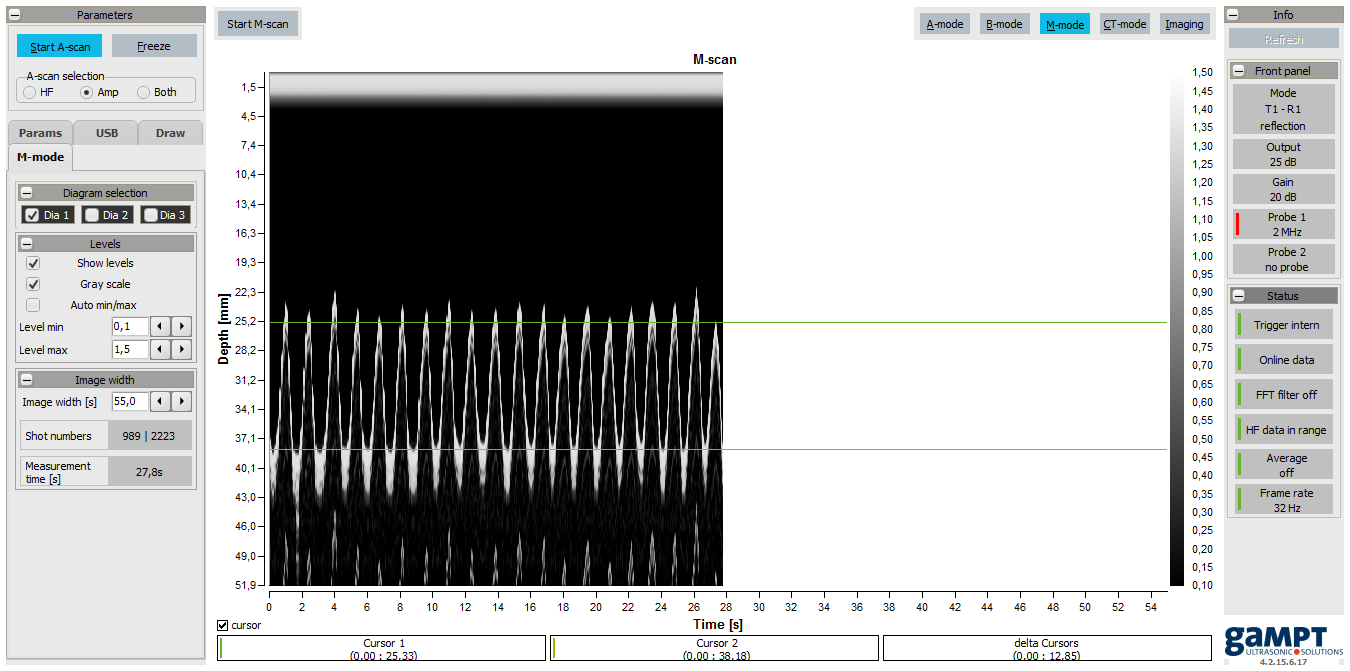 Parameters
Start A-scan
Freeze
A-scan selection
HF
Amp
Both
Params
USB
Draw
M-mode
Diagram selection
Dia 1
Dia 2
Dia 3
Levels
Show levels
Gray scale
Auto min/max
Level min
0,1
Level max
1,5
Image width
Image width [s]
55,0
Shot numbers
989 | 2223
Measurement
time [s]
27,8s
Start M-scan
A-mode
B-mode
M-mode
CT-mode
Imaging
M-scan
Depth [mm]
1,5
4,5
7,4
10,4
13,4
16,3
19,3
22,3
25,2
28,2
31,2
34,1
37,1
40,1
43,0
46,0
49,0
51,9
0
2
4
6
8
10
12
14
16
18
20
22
24
26
28
30
32
34
36
38
40
42
44
46
48
50
52
54
Time [s]
1,50
1,45
1,40
1,35
1,30
1,25
1,20
1,15
1,10
1,05
1,00
0,95
0,90
0,85
0,80
0,75
0,70
0,65
0,60
0,55
0,50
0,45
0,40
0,35
0,30
0,25
0,20
0,15
0,10
cursor
Cursor 1
(0,00 : 25,33)
Cursor 2
(0,00 : 38,18)
delta Cursors
(0,00 : 12,85)
Info
Refresh
Front panel
Mode
T1 - R1
reflection
Output
25 dB
Gain
20 dB
Probe 1
2 MHz
Probe 2
no probe
Status
Trigger intern
Online data
FFT filter off
HF data in range
Average
off
Frame rate
32 Hz
GAMPT
ULTRASONIC SOLUTIONS
4.2.15.6.17